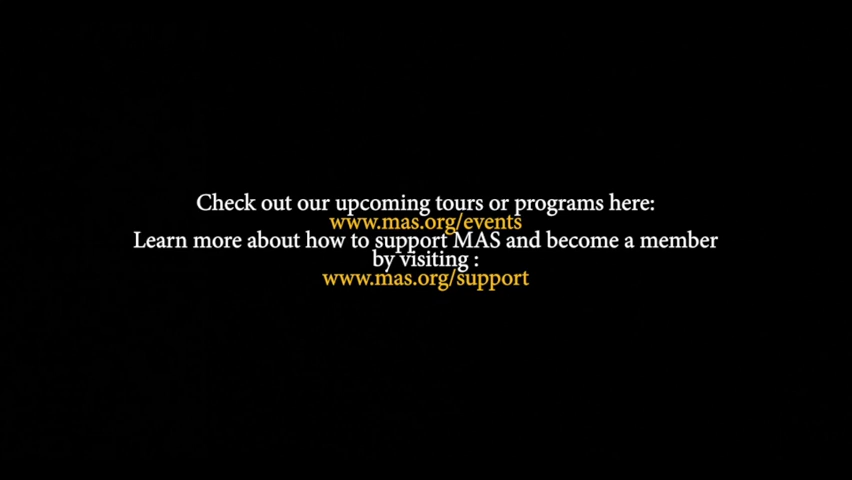 Check out our upcoming tours or programs here:
www.mas.org/events
Learn more about how to support MAS and become a member
by visiting :
www.mas.org/support